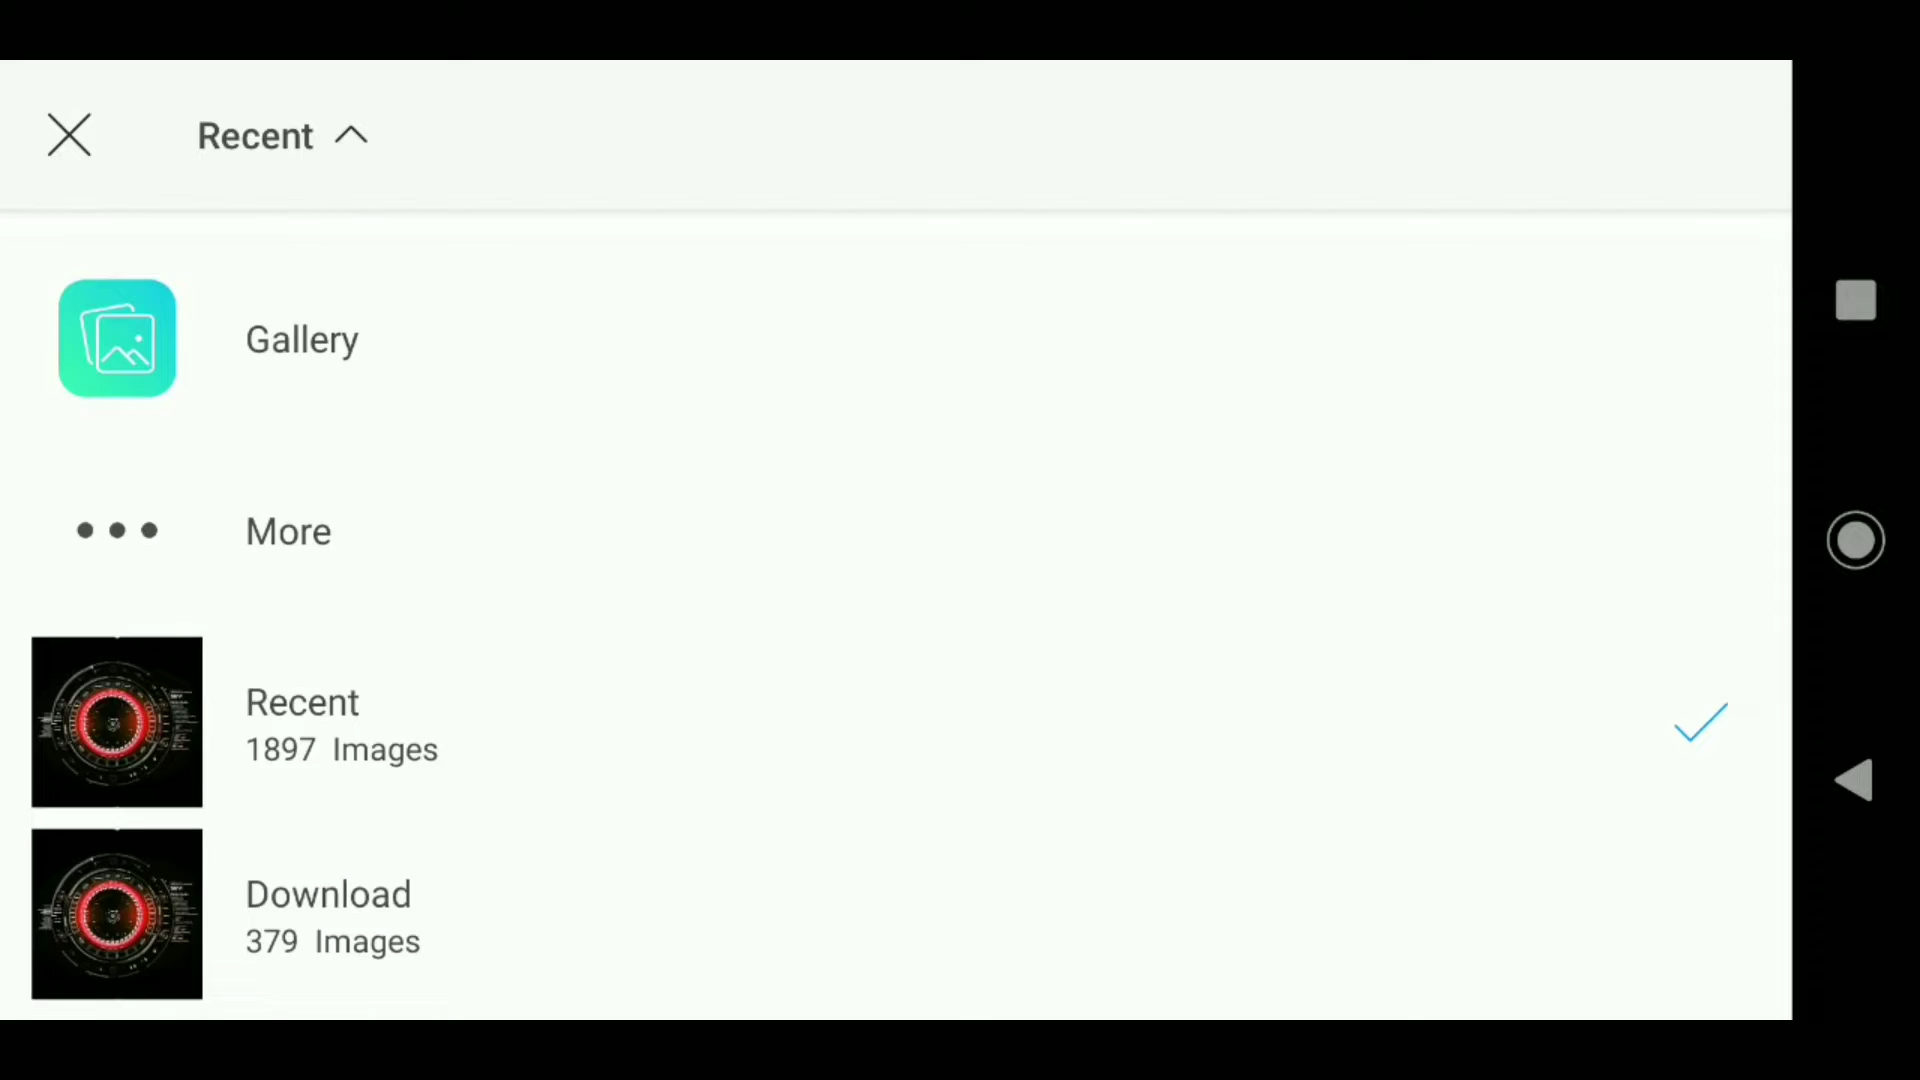 Recent
Gallery
More
Recent
1897 Images
Download
379 Images